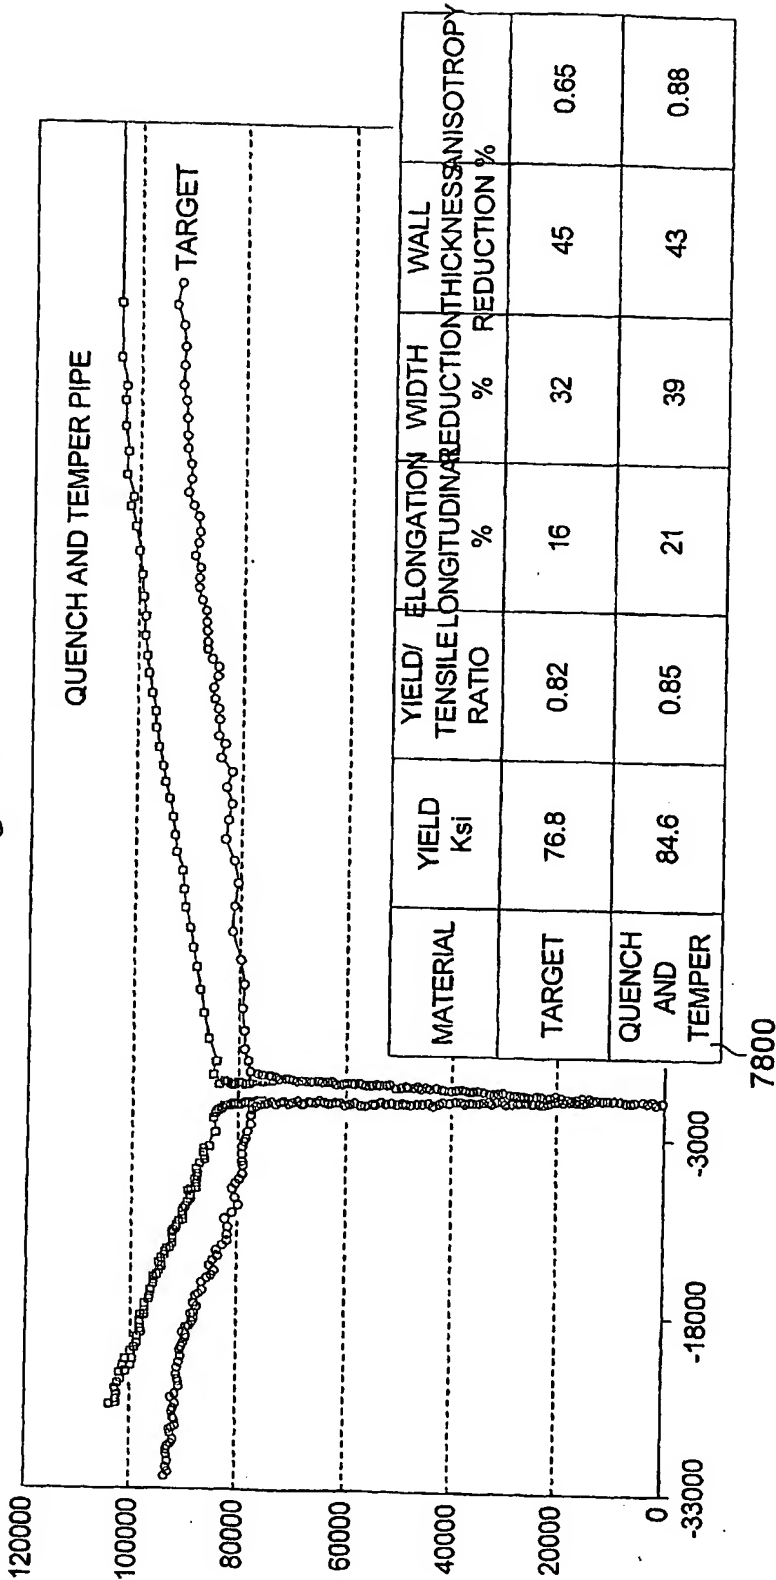 120000
100000
80000
60000
40000
20000
0
-33000
-18000
-3000
QUENCH AND TEMPER PIPE
TARGET
MATERIAL
YIELD
Ksi
YIELD/
TENSILE
RATIO
ELONGATION
LONGITUDINAL
%
WIDTH
REDUCTION
%
WALL
THICKNESS
REDUCTION %
ANISOTROPY
TARGET
76.8
0.82
16
32
45
0.65
QUENCH
AND
TEMPER
84.6
0.85
21
39
43
0.88
7800